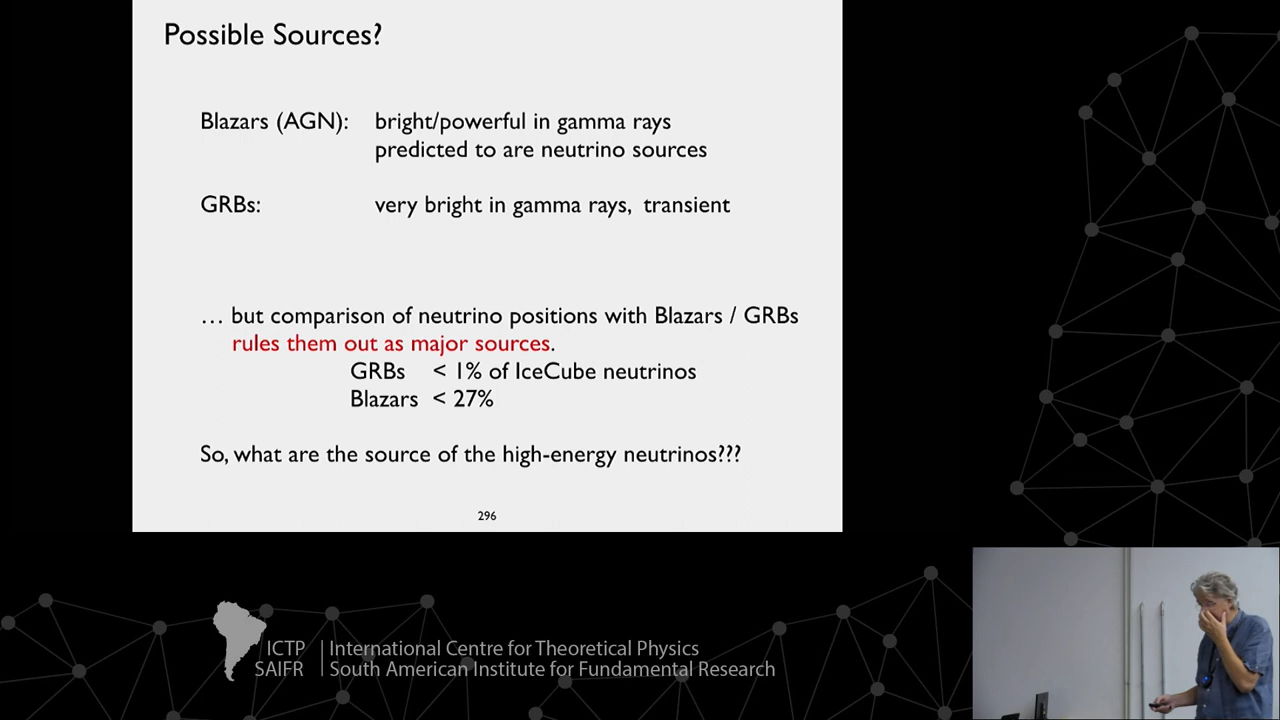 Possible Sources?
Blazars (AGN): bright/powerful in gamma rays
predicted to are neutrino sources
GRBs: very bright in gamma rays, transient
… but comparison of neutrino positions with Blazars / GRBs
rules them out as major sources.
GRBs < 1% of IceCube neutrinos
Blazars < 27%
So, what are the source of the high-energy neutrinos???
296
ICTP
SAIFR
International Centre for Theoretical Physics
South American Institute for Fundamental Research